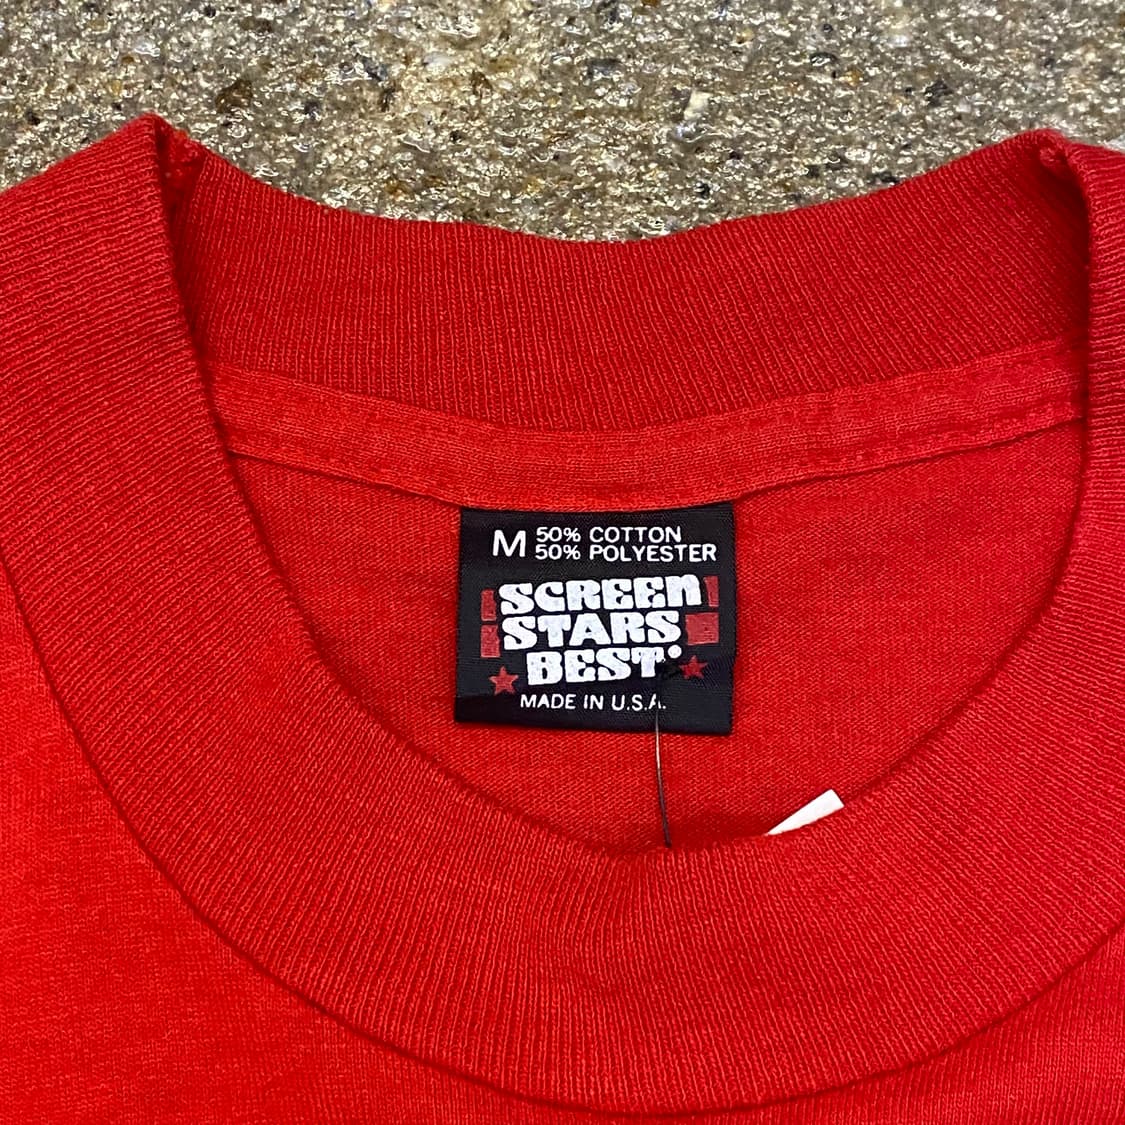 M 50% COTTON
50% POLYESTER
SCREEN
STARS
BEST®
MADE IN U.S.A.